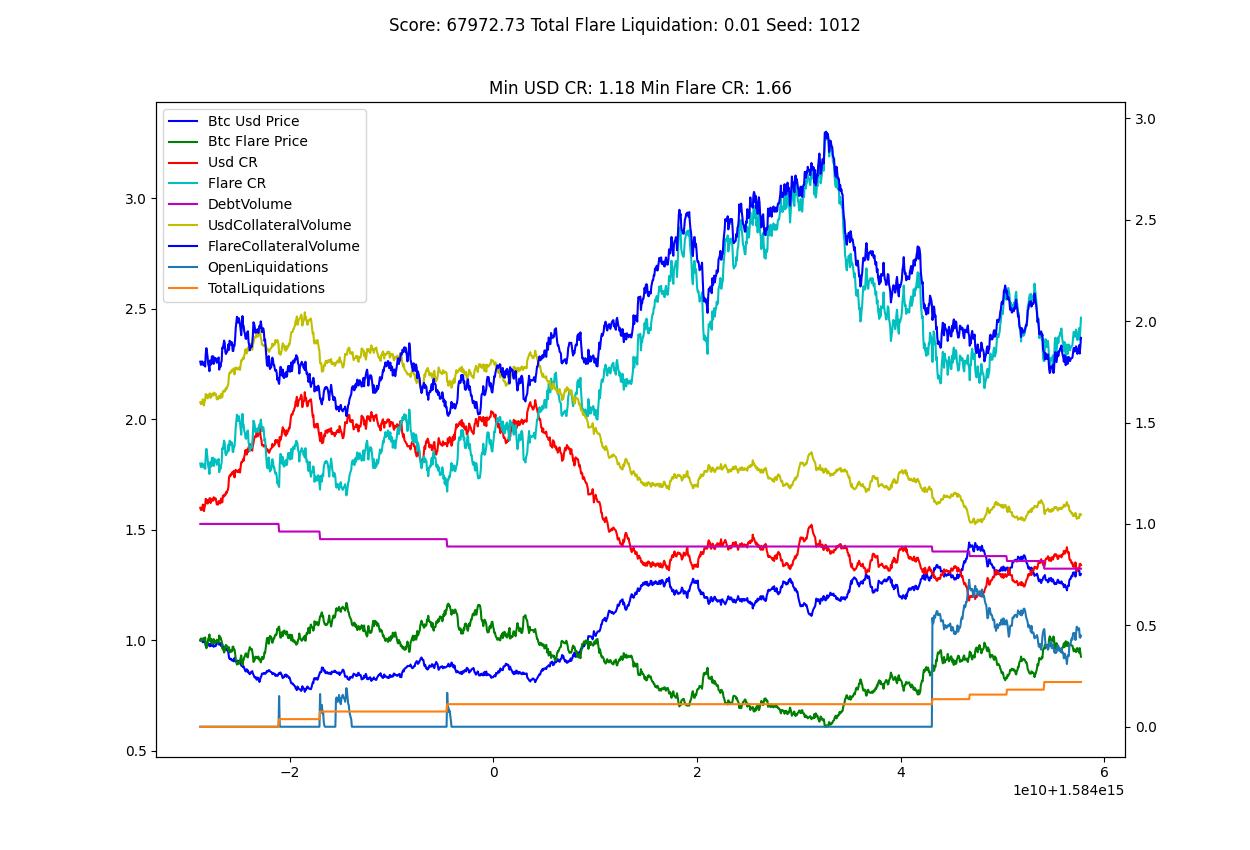 Score: 67972.73 Total Flare Liquidation: 0.01 Seed: 1012
Min USD CR: 1.18 Min Flare CR: 1.66
Btc Usd Price
Btc Flare Price
Usd CR
Flare CR
DebtVolume
UsdCollateralVolume
FlareCollateralVolume
OpenLiquidations
TotalLiquidations
3.0
2.5
2.0
1.5
1.0
0.5
3.0
2.5
2.0
1.5
1.0
0.5
0.0
−2 0 2 4 6
1e10+1.584e15